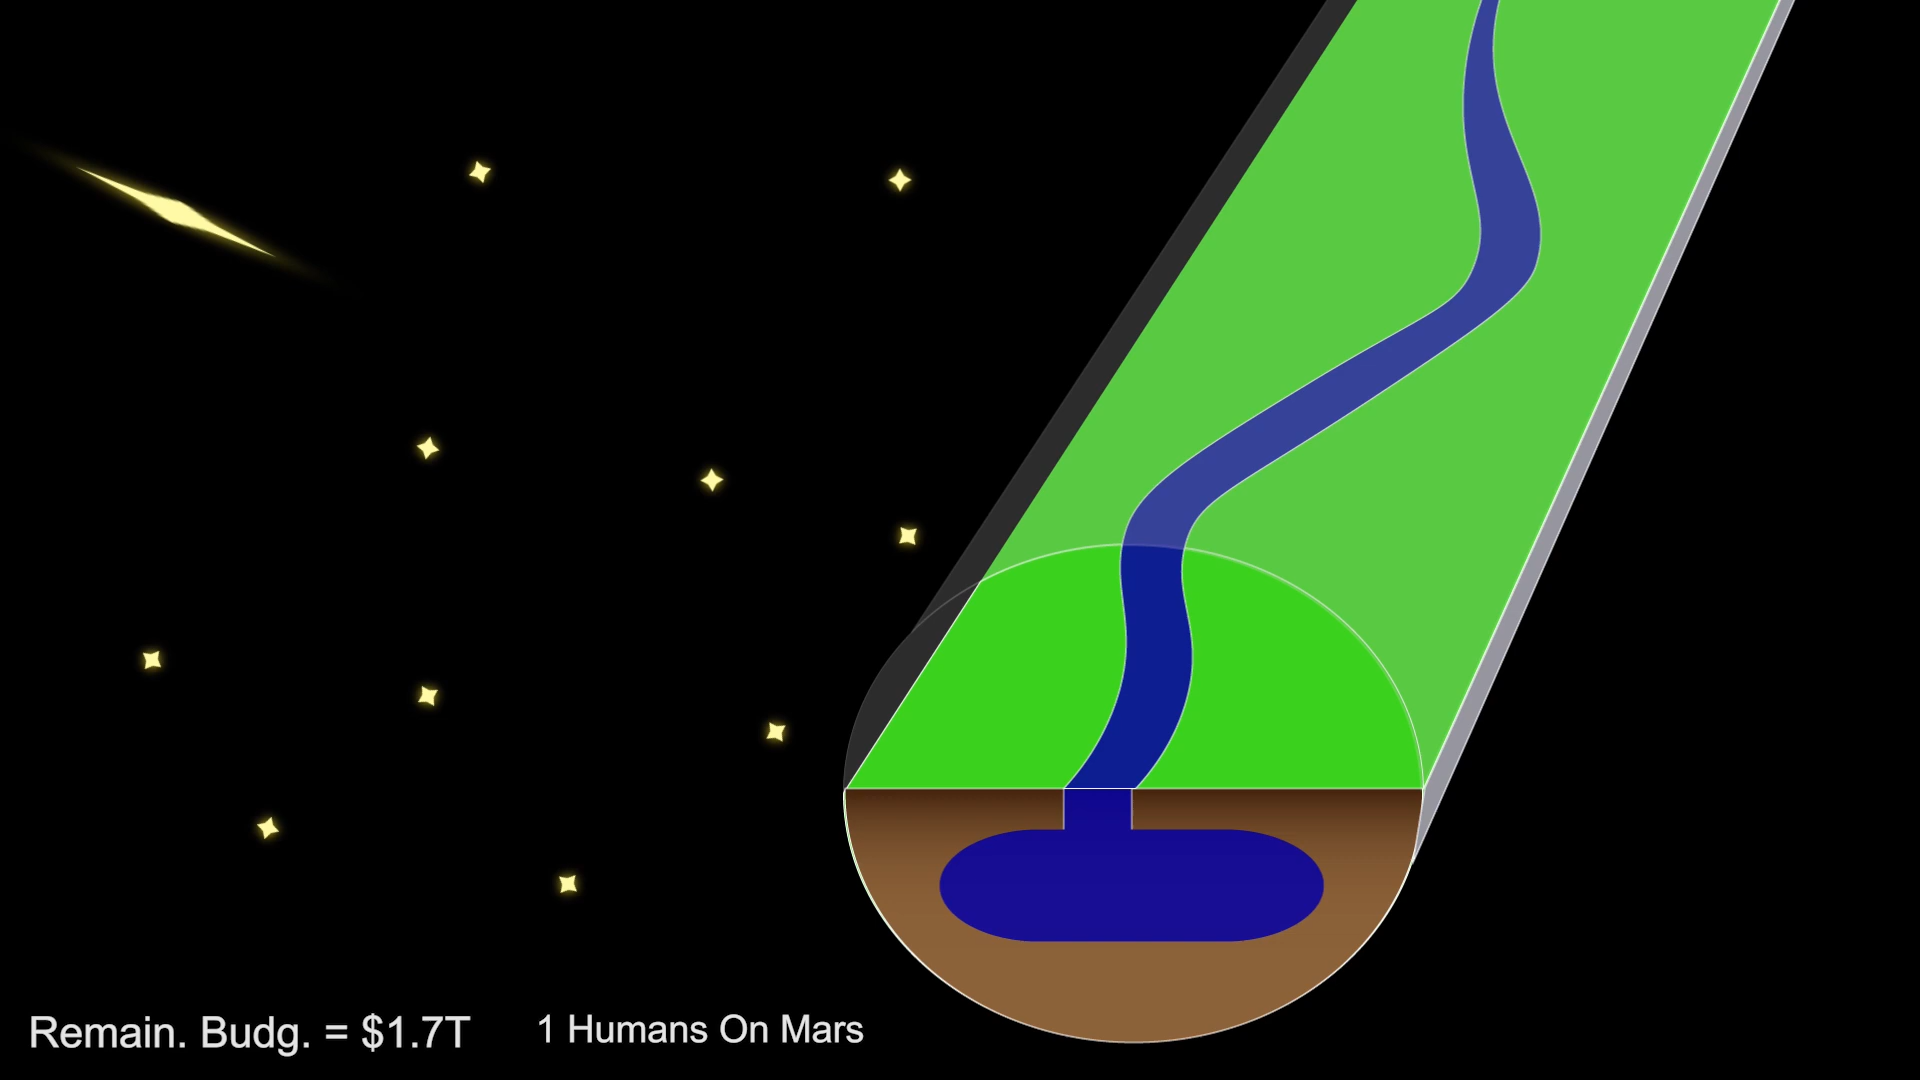 Remain. Budg. = $1.7T
1 Humans On Mars